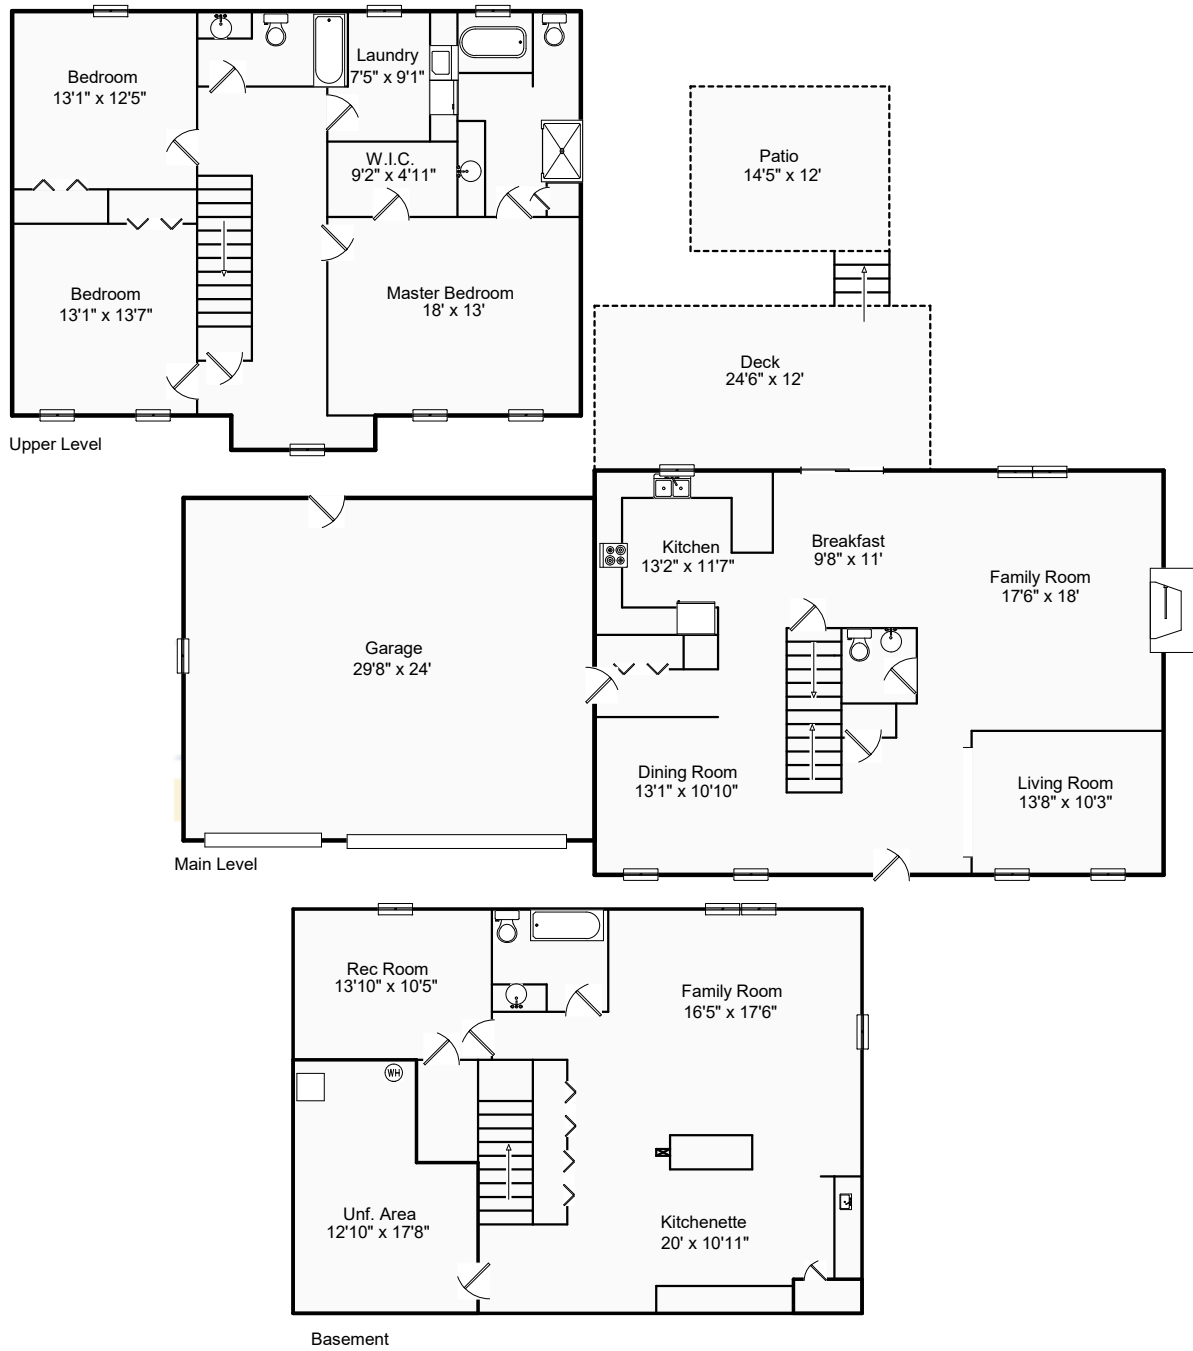 Bedroom
13'1" x 12'5"
Laundry
7'5" x 9'1"
W.I.C.
9'2" x 4'11"
Bedroom
13'1" x 13'7"
Master Bedroom
18' x 13'
Upper Level
Patio
14'5" x 12'
Deck
24'6" x 12'
Kitchen
13'2" x 11'7"
Breakfast
9'8" x 11'
Family Room
17'6" x 18'
Garage
29'8" x 24'
Dining Room
13'1" x 10'10"
Living Room
13'8" x 10'3"
Main Level
Rec Room
13'10" x 10'5"
Family Room
16'5" x 17'6"
WH
Unf. Area
12'10" x 17'8"
Kitchenette
20' x 10'11"
Basement